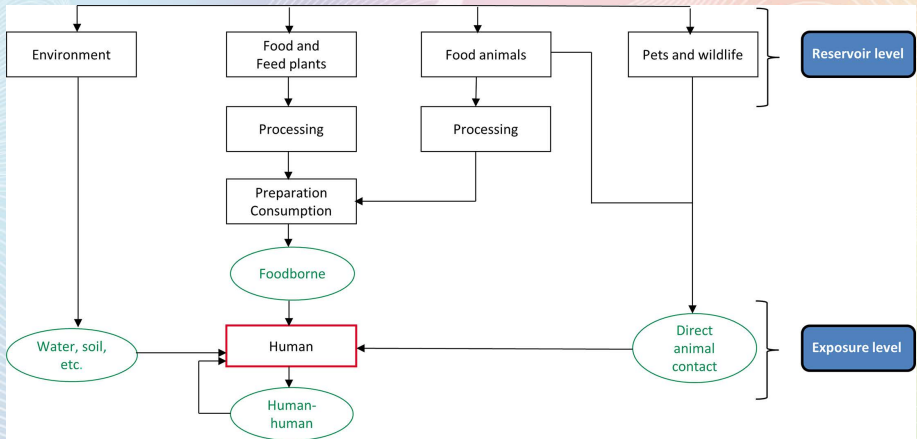 Environment
Food and
Feed plants
Food animals
Pets and wildlife
Reservoir level
Processing
Processing
Preparation
Consumption
Foodborne
Water, soil,
etc.
Human
Direct
animal
contact
Exposure level
Human-
human